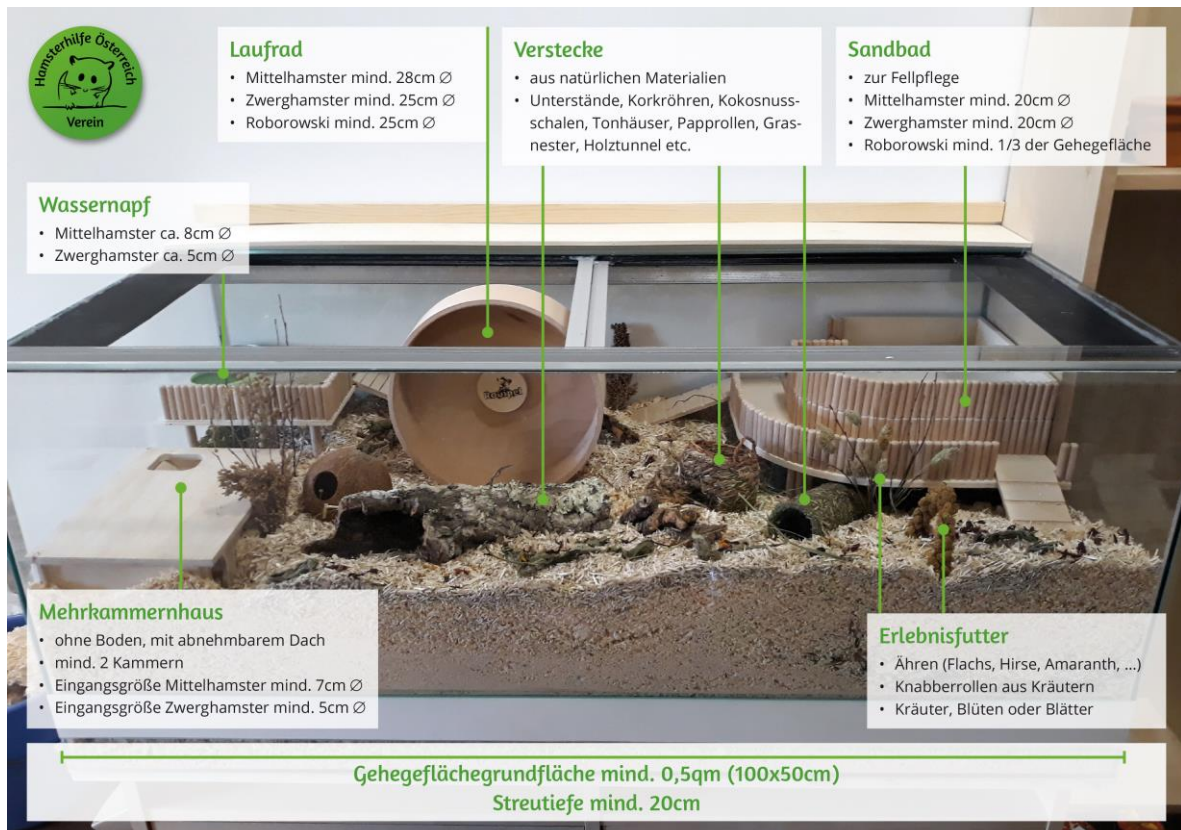 Hamsterhilfe Österreich
Verein
Laufrad
• Mittelhamster mind. 28cm ∅
• Zwerghamster mind. 25cm ∅
• Roborowski mind. 25cm ∅
Verstecke
• aus natürlichen Materialien
• Unterstände, Korkröhren, Kokosnuss-
schalen, Tonhäuser, Papprollen, Gras-
nester, Holztunnel etc.
Sandbad
• zur Fellpflege
• Mittelhamster mind. 20cm ∅
• Zwerghamster mind. 20cm ∅
• Roborowski mind. 1/3 der Gehegefläche
Wassernapf
• Mittelhamster ca. 8cm ∅
• Zwerghamster ca. 5cm ∅
Mehrkammernhaus
• ohne Boden, mit abnehmbarem Dach
• mind. 2 Kammern
• Eingangsgröße Mittelhamster mind. 7cm ∅
• Eingangsgröße Zwerghamster mind. 5cm ∅
Erlebnisfutter
• Ähren (Flachs, Hirse, Amaranth, ...)
• Knabberrollen aus Kräutern
• Kräuter, Blüten oder Blätter
Gehegeflächegrundfläche mind. 0,5qm (100x50cm)
Streutiefe mind. 20cm